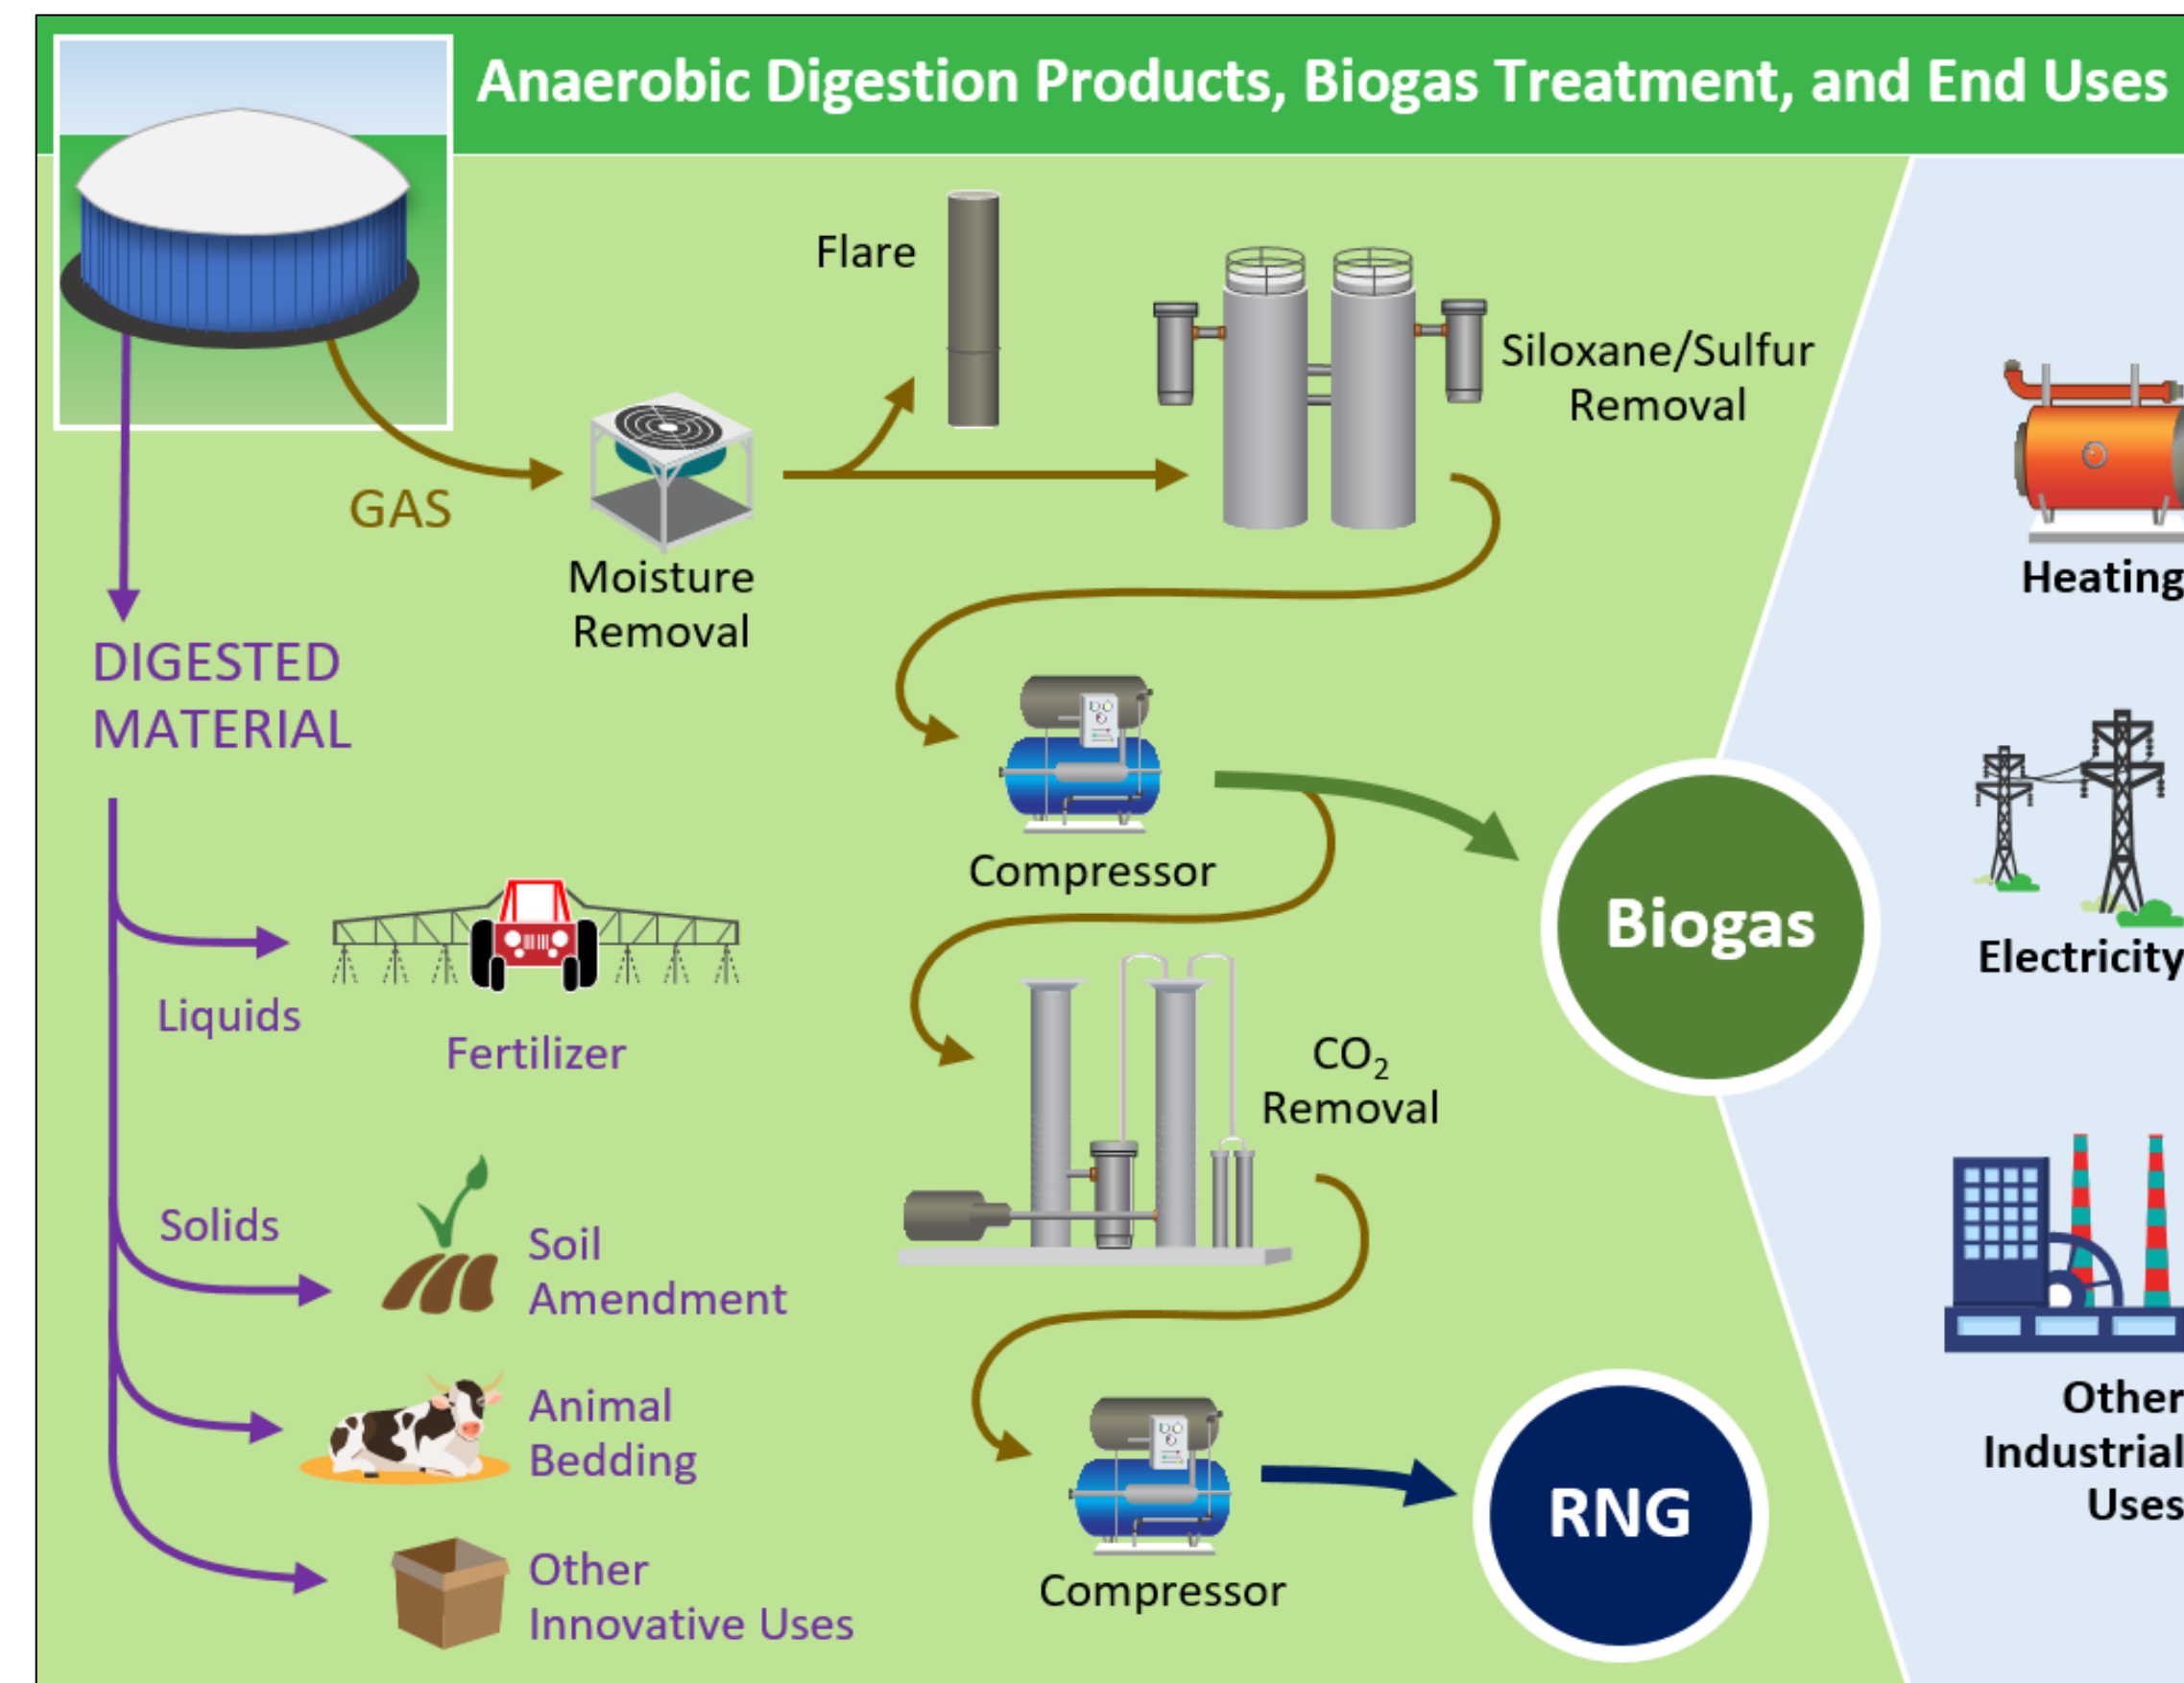 Anaerobic Digestion Products, Biogas Treatment, and End Uses
Flare
Siloxane/Sulfur
Removal
GAS
Moisture
Removal
DIGESTED
MATERIAL
Compressor
Liquids
Fertilizer
CO₂
Removal
Solids
Soil
Amendment
Animal
Bedding
Other
Innovative Uses
Compressor
Biogas
RNG
Heating
Electricity
Other
Industrial
Uses